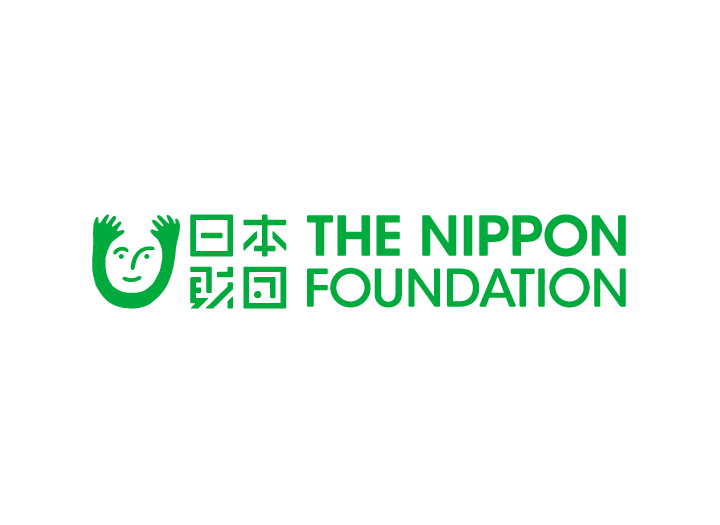 日本
財団
THE NIPPON
FOUNDATION